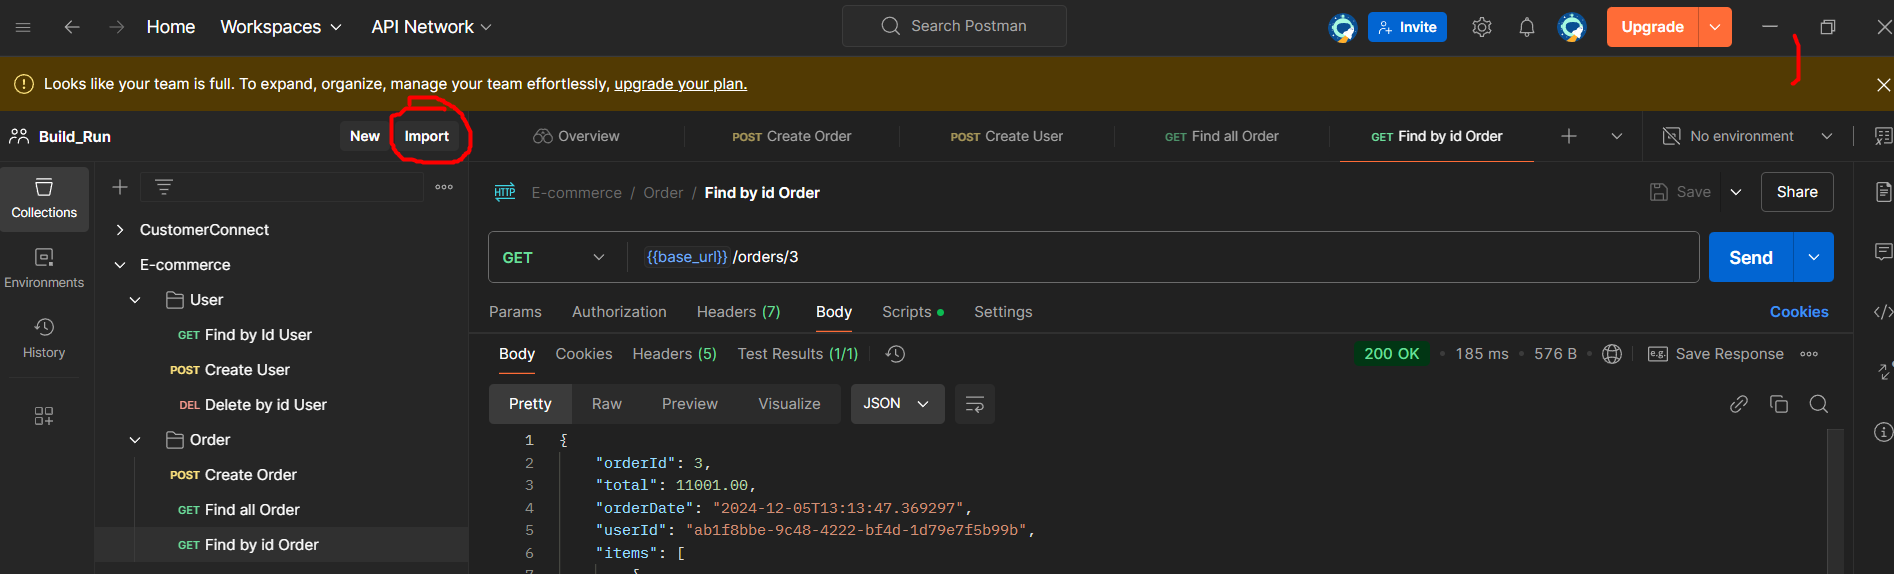 Home Workspaces API Network Search Postman Invite Upgrade
Looks like your team is full. To expand, organize, manage your team effortlessly, upgrade your plan.
Build_Run New Import Overview POST Create Order POST Create User GET Find all Order GET Find by id Order No environment
Collections
Environments
History
CustomerConnect
E-commerce
User
GET Find by Id User
POST Create User
DEL Delete by id User
Order
POST Create Order
GET Find all Order
GET Find by id Order
HTTP E-commerce / Order / Find by id Order Save Share
GET {{base_url}} /orders/3 Send
Params Authorization Headers (7) Body Scripts Settings Cookies
Body Cookies Headers (5) Test Results (1/1) 200 OK 185 ms 576 B e.g. Save Response
Pretty Raw Preview Visualize JSON
1 {
2 "orderId": 3,
3 "total": 11001.00,
4 "orderDate": "2024-12-05T13:13:47.369297",
5 "userId": "ab1f8bbe-9c48-4222-bf4d-1d79e7f5b99b",
6 "items": [
7 {